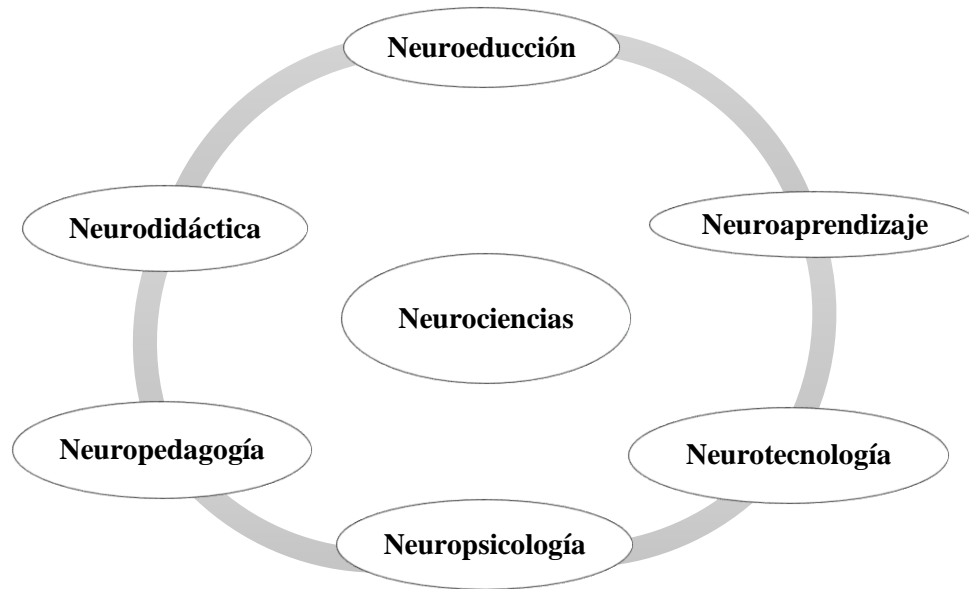 Neuroeducción
Neurodidáctica
Neuroaprendizaje
Neurociencias
Neuropedagogía
Neurotecnología
Neuropsicología